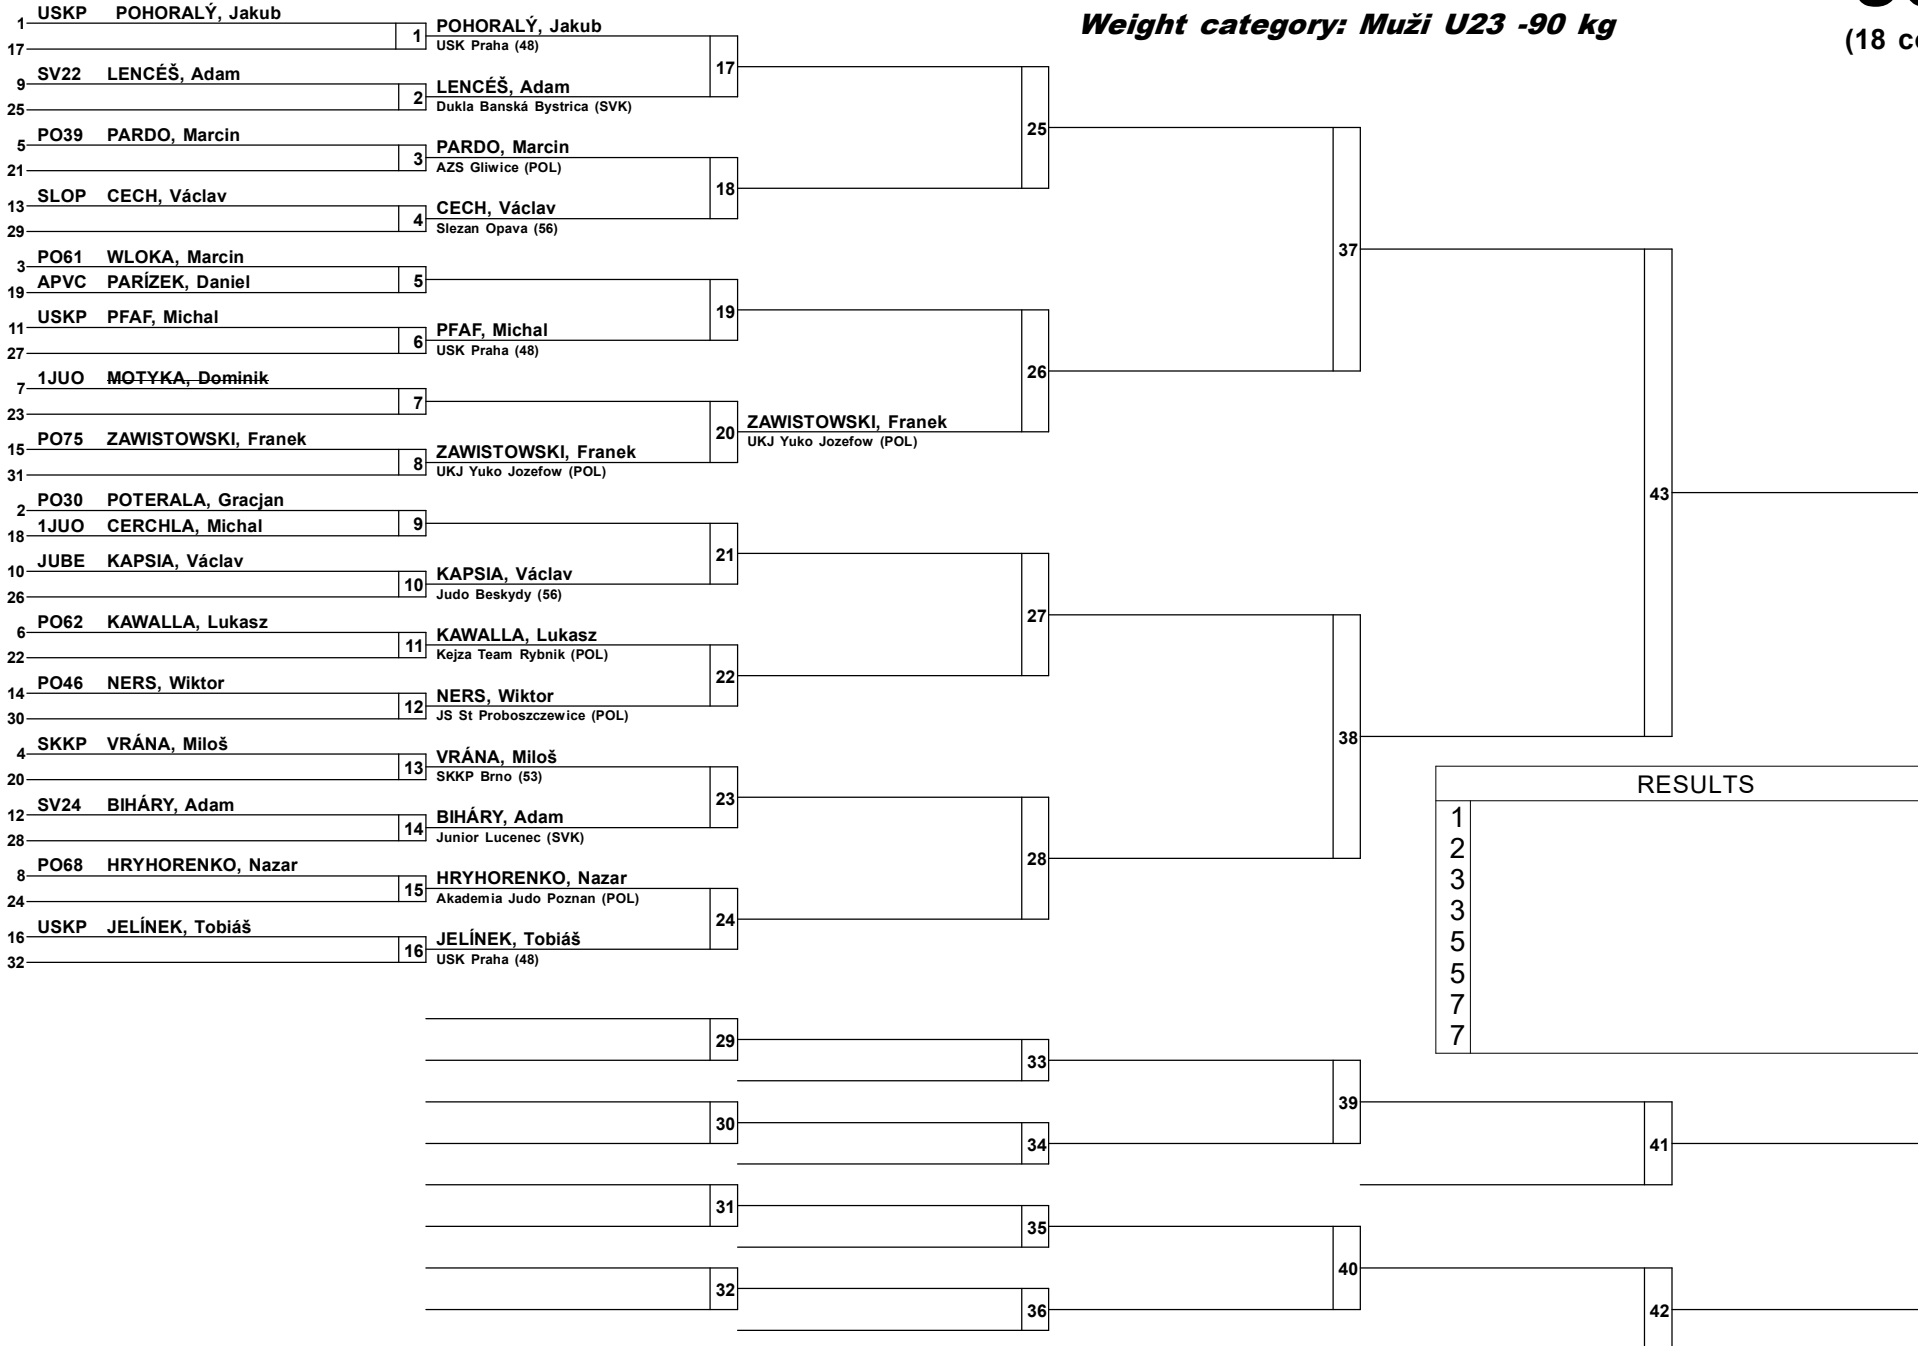 Weight category: Muži U23 -90 kg
(18 co
1 USKP POHORALÝ, Jakub
17
1 POHORALÝ, Jakub
USK Praha (48)
9 SV22 LENCÉŠ, Adam
25
2 LENCÉŠ, Adam
Dukla Banská Bystrica (SVK)
17
5 PO39 PARDO, Marcin
21
3 PARDO, Marcin
AZS Gliwice (POL)
13 SLOP CECH, Václav
29
4 CECH, Václav
Slezan Opava (56)
18
25
3 PO61 WLOKA, Marcin
19 APVC PARÍZEK, Daniel
5
11 USKP PFAF, Michal
27
6 PFAF, Michal
USK Praha (48)
19
7 1JUO MOTYKA, Dominik
23
7
15 PO75 ZAWISTOWSKI, Franek
31
8 ZAWISTOWSKI, Franek
UKJ Yuko Jozefow (POL)
20 ZAWISTOWSKI, Franek
UKJ Yuko Jozefow (POL)
26
37
2 PO30 POTERALA, Gracjan
18 1JUO CERCHLA, Michal
9
10 JUBE KAPSIA, Václav
26
10 KAPSIA, Václav
Judo Beskydy (56)
21
6 PO62 KAWALLA, Lukasz
22
11 KAWALLA, Lukasz
Kejza Team Rybnik (POL)
14 PO46 NERS, Wiktor
30
12 NERS, Wiktor
JS St Proboszczewice (POL)
22
27
4 SKKP VRÁNA, Miloš
20
13 VRÁNA, Miloš
SKKP Brno (53)
12 SV24 BIHÁRY, Adam
28
14 BIHÁRY, Adam
Junior Lucenec (SVK)
23
8 PO68 HRYHORENKO, Nazar
24
15 HRYHORENKO, Nazar
Akademia Judo Poznan (POL)
16 USKP JELÍNEK, Tobiáš
32
16 JELÍNEK, Tobiáš
USK Praha (48)
24
28
38
43
RESULTS
1
2
3
3
5
5
7
7
29
33
30
34
39
41
31
35
32
36
40
42